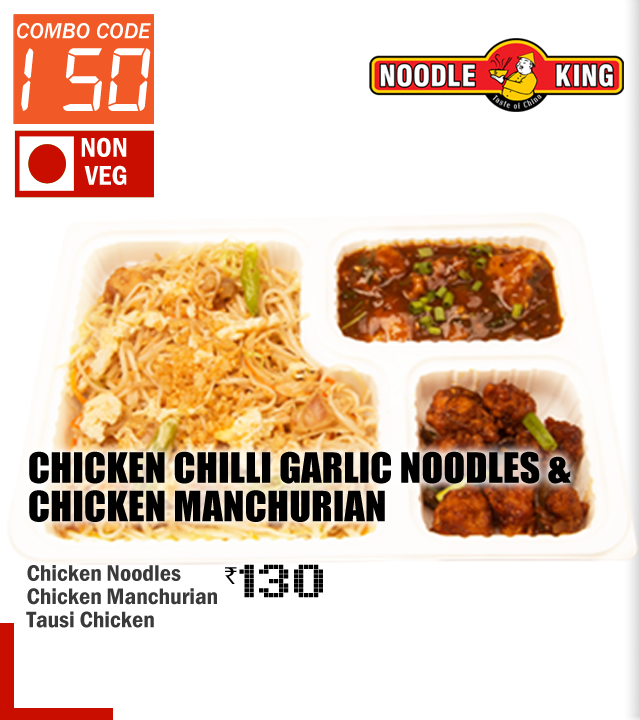 COMBO CODE
150
NON
VEG
NOODLE KING
Taste of China
CHICKEN CHILLI GARLIC NOODLES &
CHICKEN MANCHURIAN
Chicken Noodles
Chicken Manchurian
Tausi Chicken
₹130